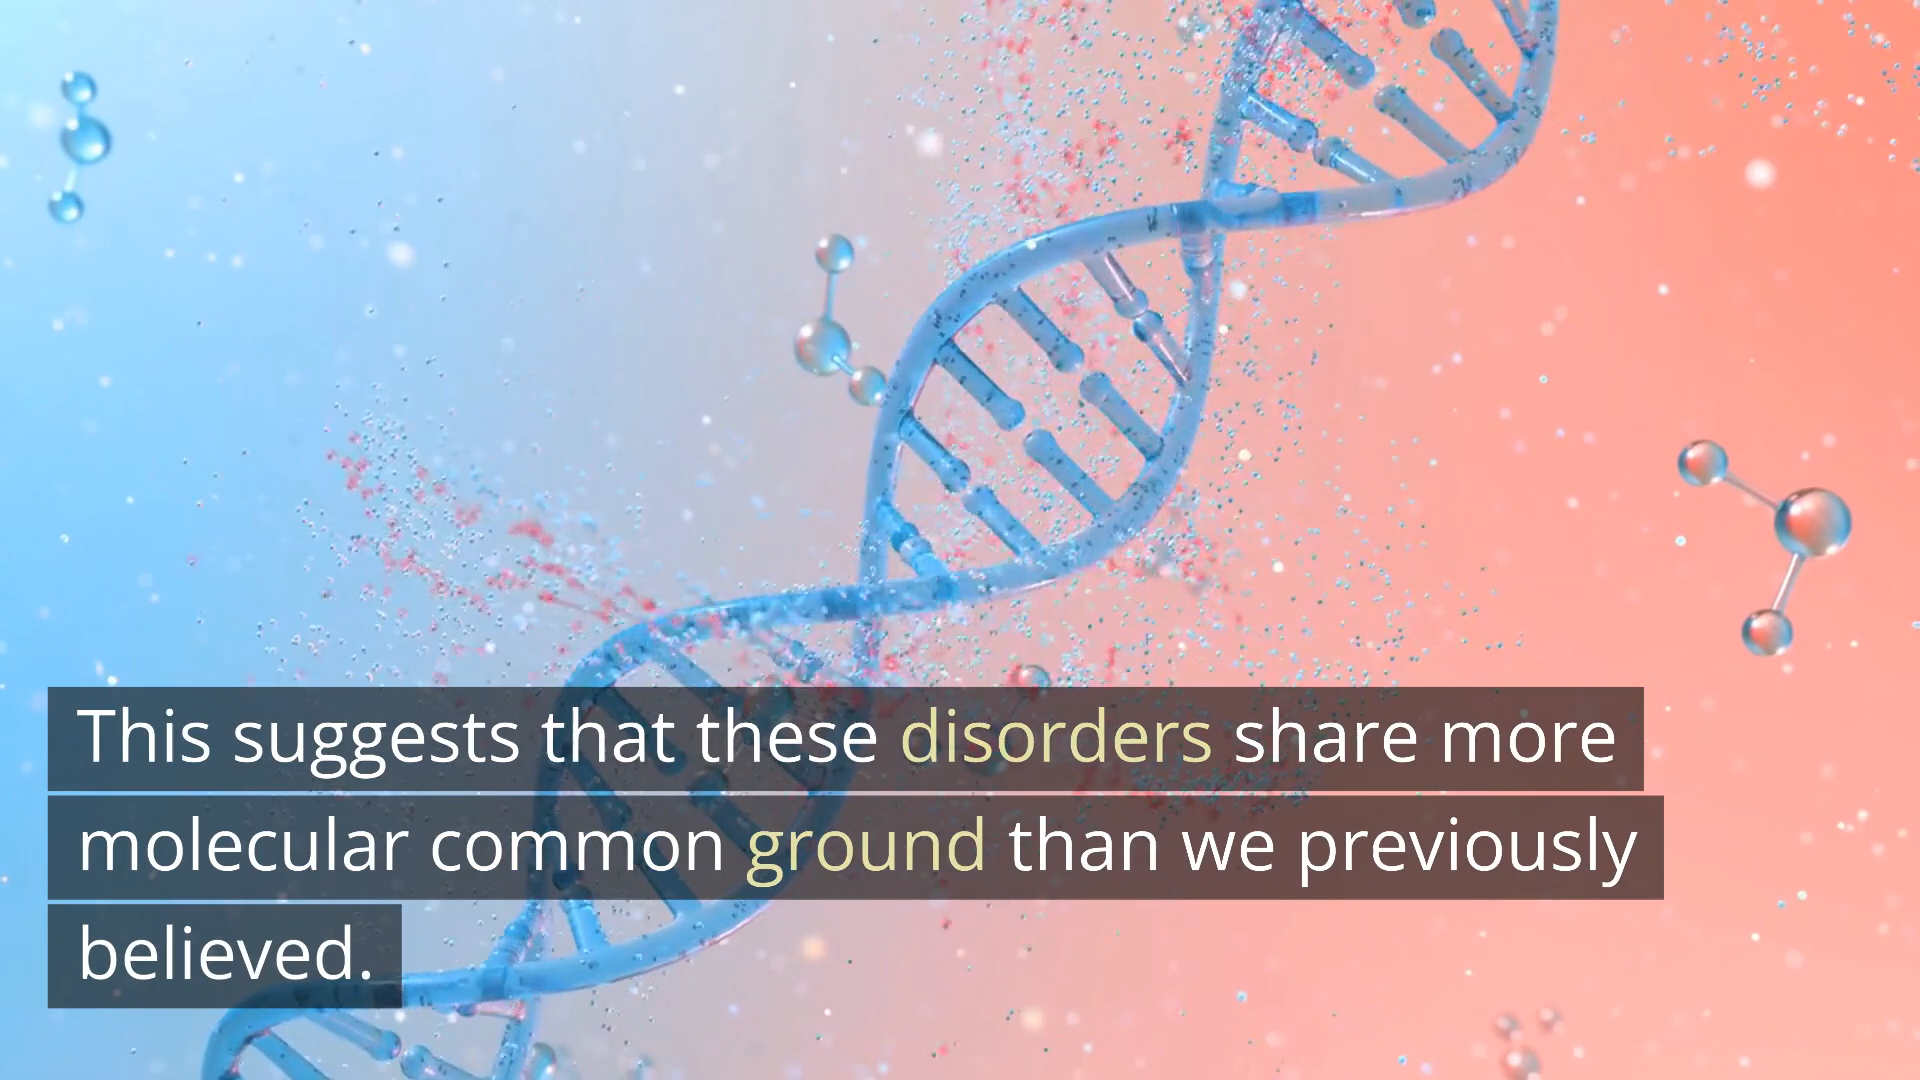 This suggests that these disorders share more
molecular common ground than we previously
believed.